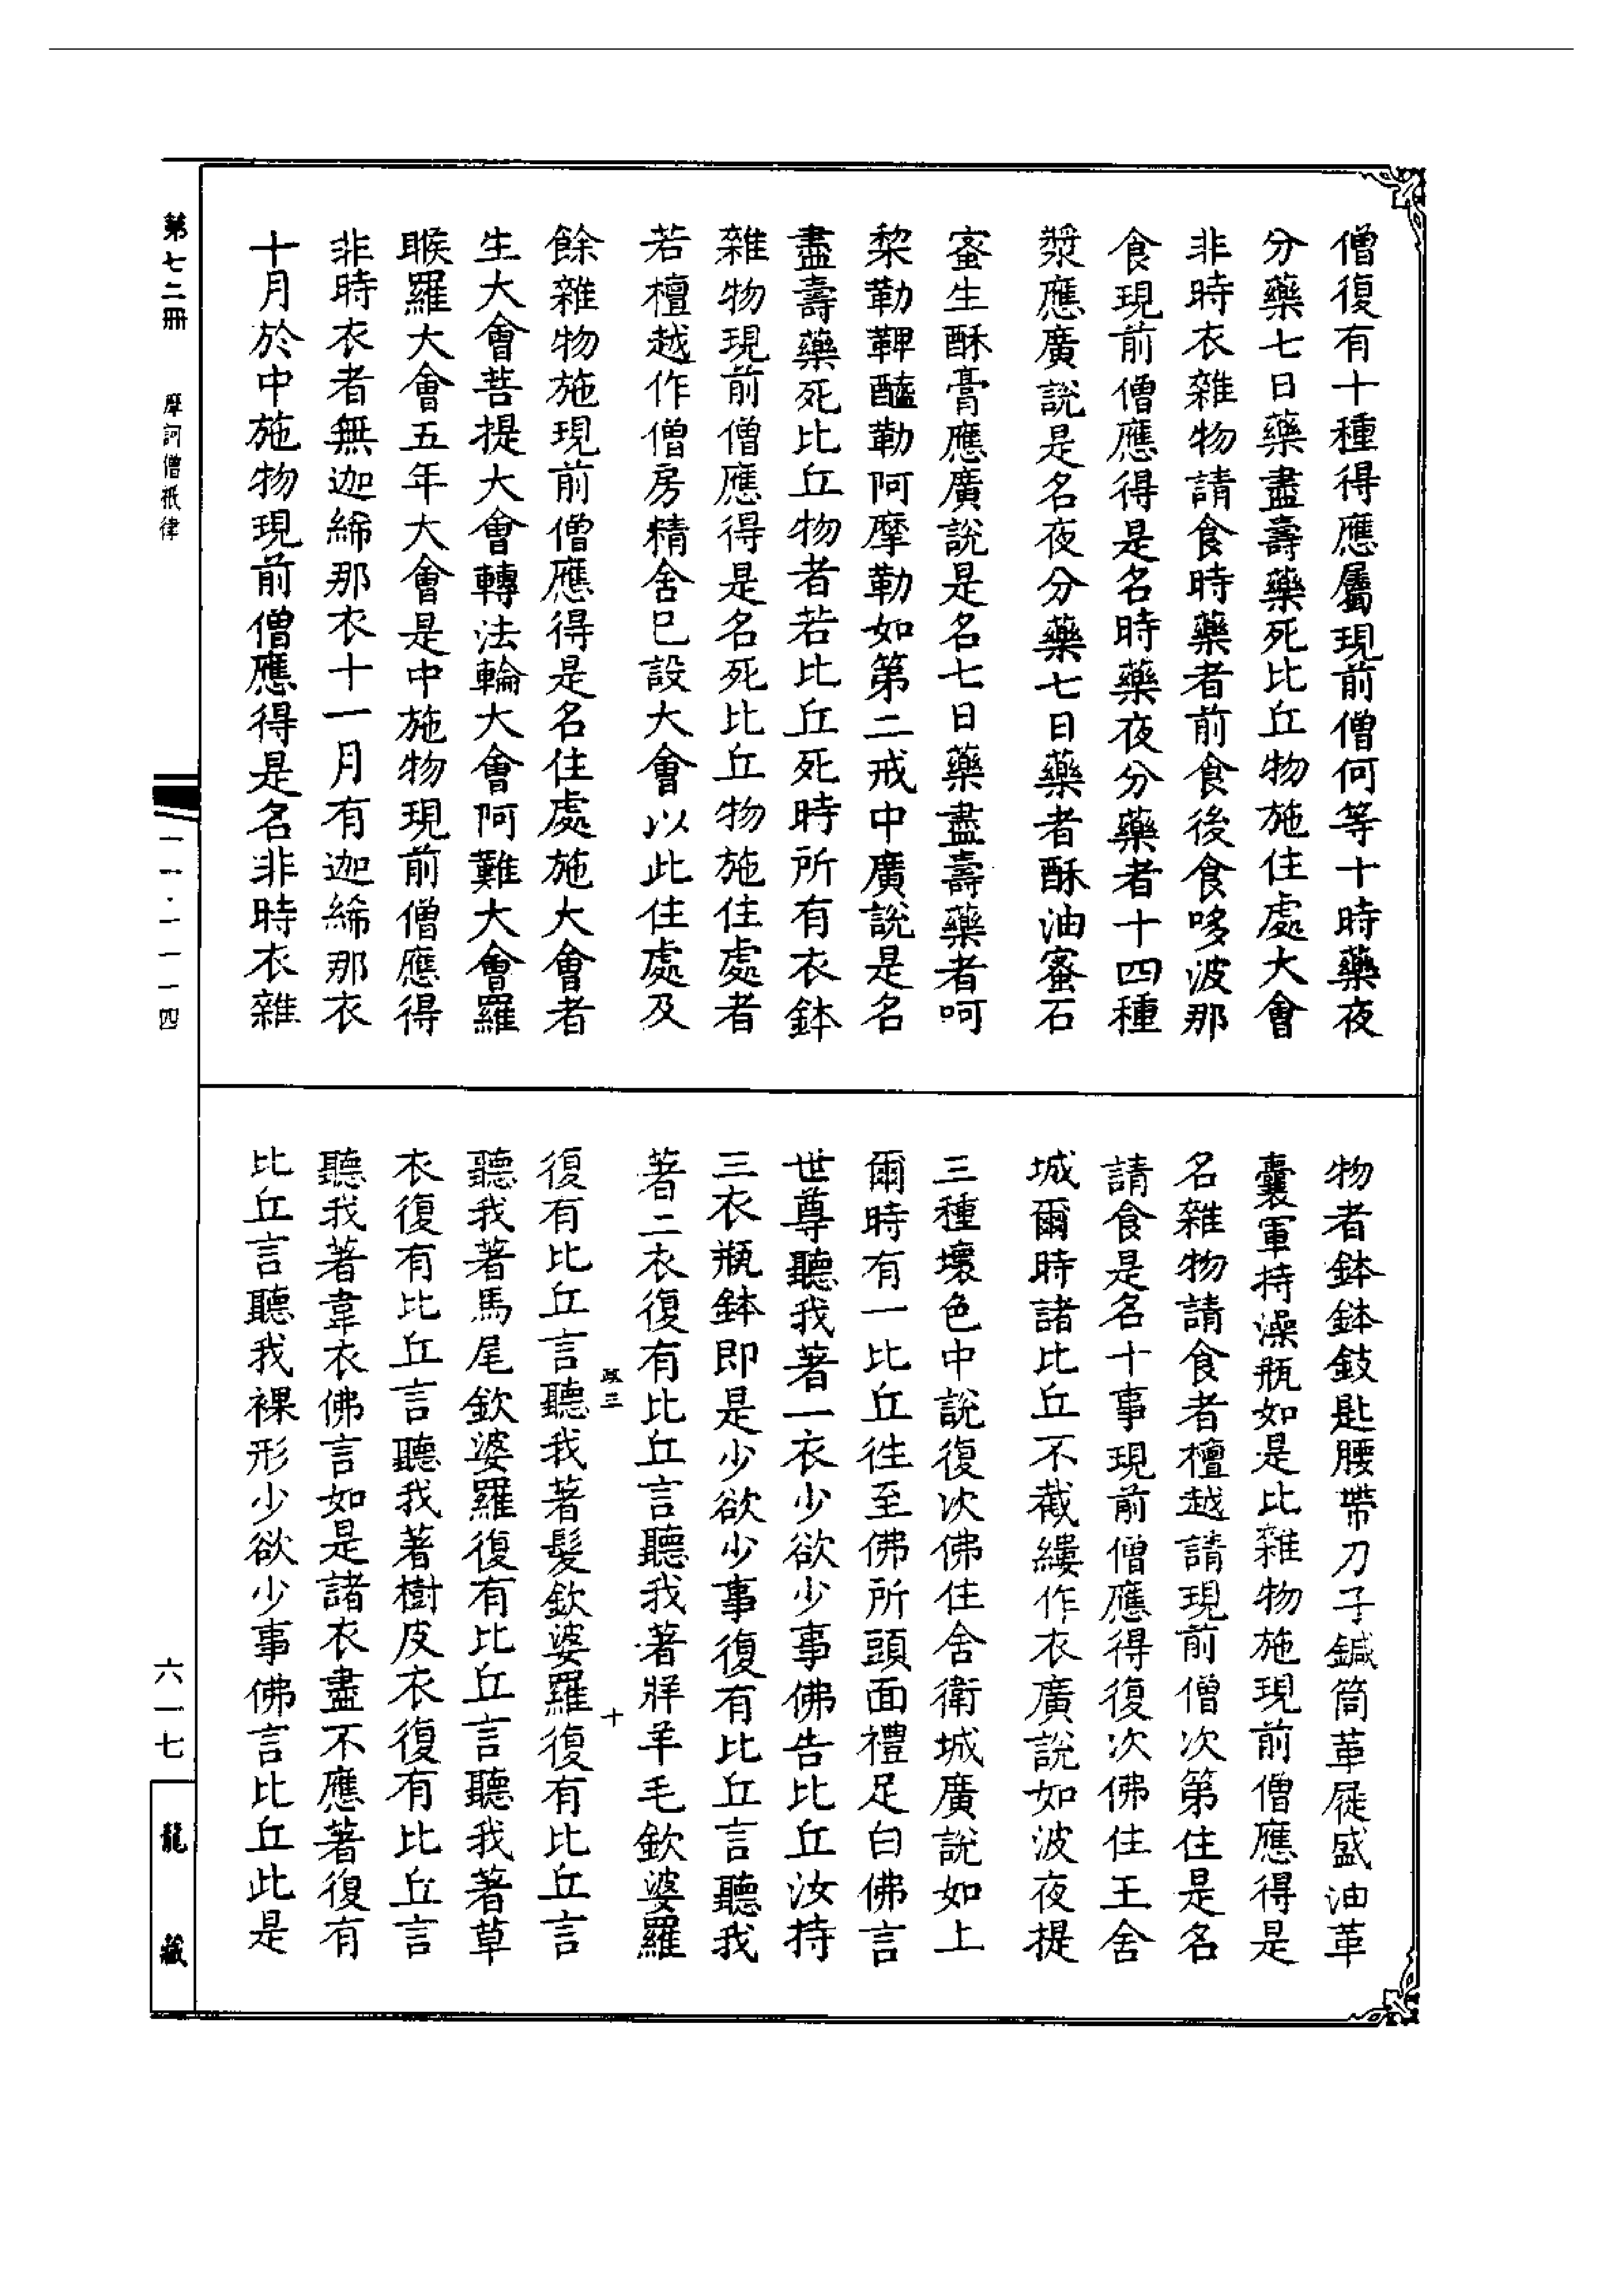 僧復有十種得應屬現前僧何等十時藥夜
分藥七日藥盡壽藥死比丘物施住處大會
非時衣雜物請食時藥者前食後食哆波那
食現前僧應得是名時藥夜分藥者十四種
漿應廣說是名夜分藥七日藥者酥油蜜石
蜜生酥膏應廣說是名七日藥盡壽藥者呵
棃勒鞞醯勒阿摩勒如第二戒中廣說是名
盡壽藥死比丘物者若比丘死時所有衣鉢
雜物現前僧應得是名死比丘物施住處者
若檀越作僧房精舍已設大會以此住處及
餘雜物施現前僧應得是名住處施大會者
生大會菩提大會轉法輪大會阿難大會羅
睺羅大會五年大會是中施物現前僧應得
非時衣者無迦絺那衣十一月有迦絺那衣
十月於中施物現前僧應得是名非時衣雜
物者鉢鉢鈘匙腰帶刀子鍼筒革屣盛油革
囊軍持澡瓶如是比雜物施現前僧應得是
名雜物請食者檀越請現前僧次第住是名
請食是名十事現前僧應得復次佛住王舍
城爾時諸比丘不截縷作衣廣說如波夜提
三種壞色中說復次佛住舍衛城廣說如上
爾時有一比丘往至佛所頭面禮足白佛言
世尊聽我著一衣少欲少事佛告比丘汝持
三衣瓶鉢即是少欲少事復有比丘言聽我
著二衣復有比丘言聽我著牂羊毛欽婆羅
復有比丘言聽我著髮欽婆羅復有比丘言
聽我著馬尾欽婆羅復有比丘言聽我著草
衣復有比丘言聽我著樹皮衣復有比丘言
聽我著韋衣佛言如是諸衣盡不應著復有
比丘言聽我裸形少欲少事佛言比丘此是
三
十
第七二冊
摩訶僧祇律
一一·一一一四
六一七
龍藏